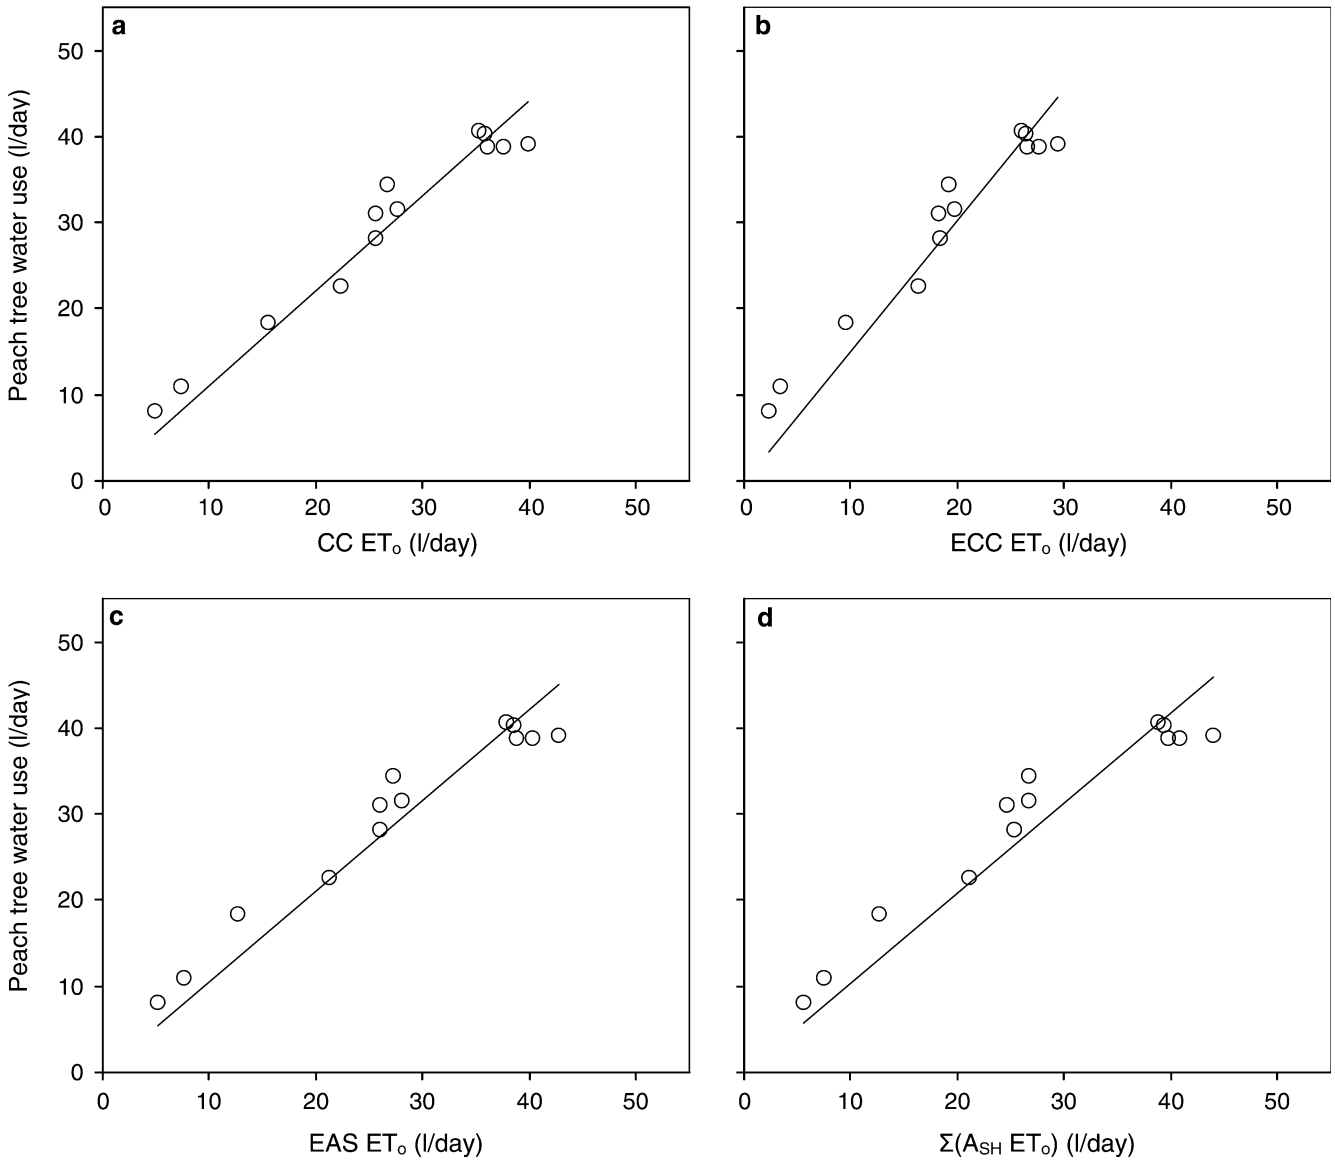 a
50
40
30
20
10
0
Peach tree water use (l/day)
0 10 20 30 40 50
CC ETₒ (l/day)
b
0 10 20 30 40 50
ECC ETₒ (l/day)
c
50
40
30
20
10
0
Peach tree water use (l/day)
0 10 20 30 40 50
EAS ETₒ (l/day)
d
0 10 20 30 40 50
Σ(A_SH ETₒ) (l/day)